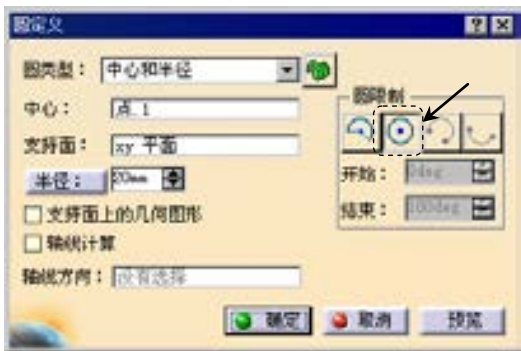 圆定义
圆类型： 中心和半径
中心： 点.1
支持面： xy 平面
半径： 20mm
支持面上的几何图形
轴线计算
轴线方向： 没有选择
圆限制
开始： 0deg
结束： 180deg
确定 取消 预览